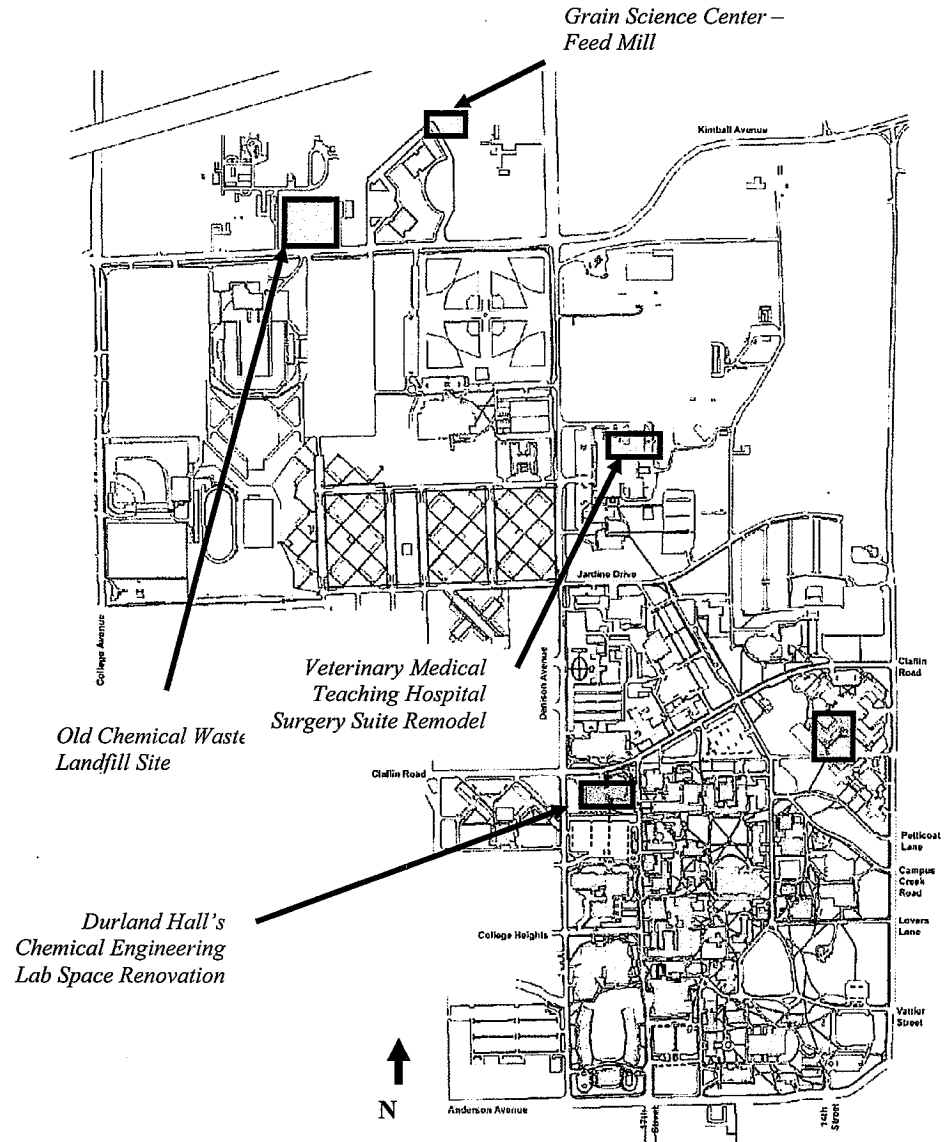 Grain Science Center –
Feed Mill
Kimball Avenue
Jardine Drive
College Avenue
Denison Avenue
Veterinary Medical
Teaching Hospital
Surgery Suite Remodel
Claflin
Road
Old Chemical Waste
Landfill Site
Claflin Road
Petticoat
Lane
Campus
Creek
Road
Durland Hall's
Chemical Engineering
Lab Space Renovation
College Heights
Lovers
Lane
Vattier
Street
N
Anderson Avenue
17th
Street
14th
Street